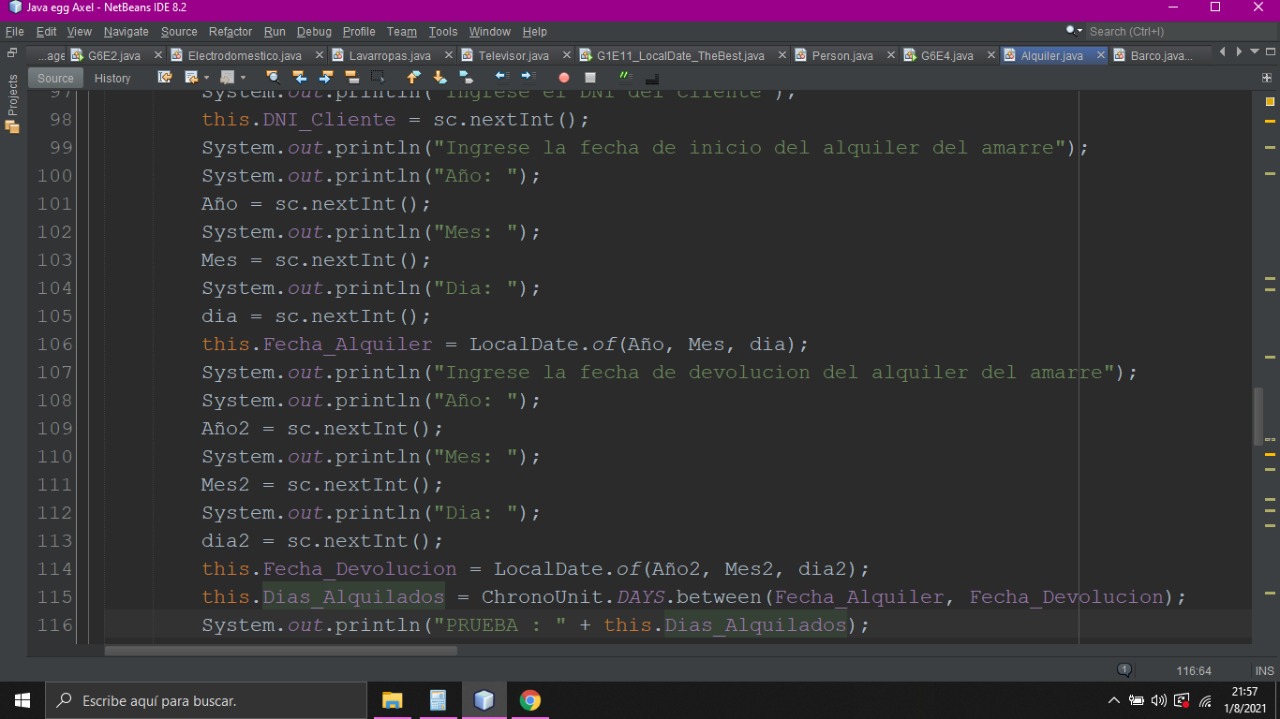 Java egg Axel - NetBeans IDE 8.2
File Edit View Navigate Source Refactor Run Debug Profile Team Tools Window Help
Search (Ctrl+I)
...age G6E2.java Electrodomestico.java Lavarropas.java Televisor.java G1E11_LocalDate_TheBest.java Person.java G6E4.java Alquiler.java Barco.java...
Projects
Source History
97 System.out.println("Ingrese el DNI del Cliente");
98 this.DNI_Cliente = sc.nextInt();
99 System.out.println("Ingrese la fecha de inicio del alquiler del amarre");
100 System.out.println("Año: ");
101 Año = sc.nextInt();
102 System.out.println("Mes: ");
103 Mes = sc.nextInt();
104 System.out.println("Dia: ");
105 dia = sc.nextInt();
106 this.Fecha_Alquiler = LocalDate.of(Año, Mes, dia);
107 System.out.println("Ingrese la fecha de devolucion del alquiler del amarre");
108 System.out.println("Año: ");
109 Año2 = sc.nextInt();
110 System.out.println("Mes: ");
111 Mes2 = sc.nextInt();
112 System.out.println("Dia: ");
113 dia2 = sc.nextInt();
114 this.Fecha_Devolucion = LocalDate.of(Año2, Mes2, dia2);
115 this.Dias_Alquilados = ChronoUnit.DAYS.between(Fecha_Alquiler, Fecha_Devolucion);
116 System.out.println("PRUEBA : " + this.Dias_Alquilados);
1 116:64 INS
Escribe aquí para buscar.
21:57
1/8/2021